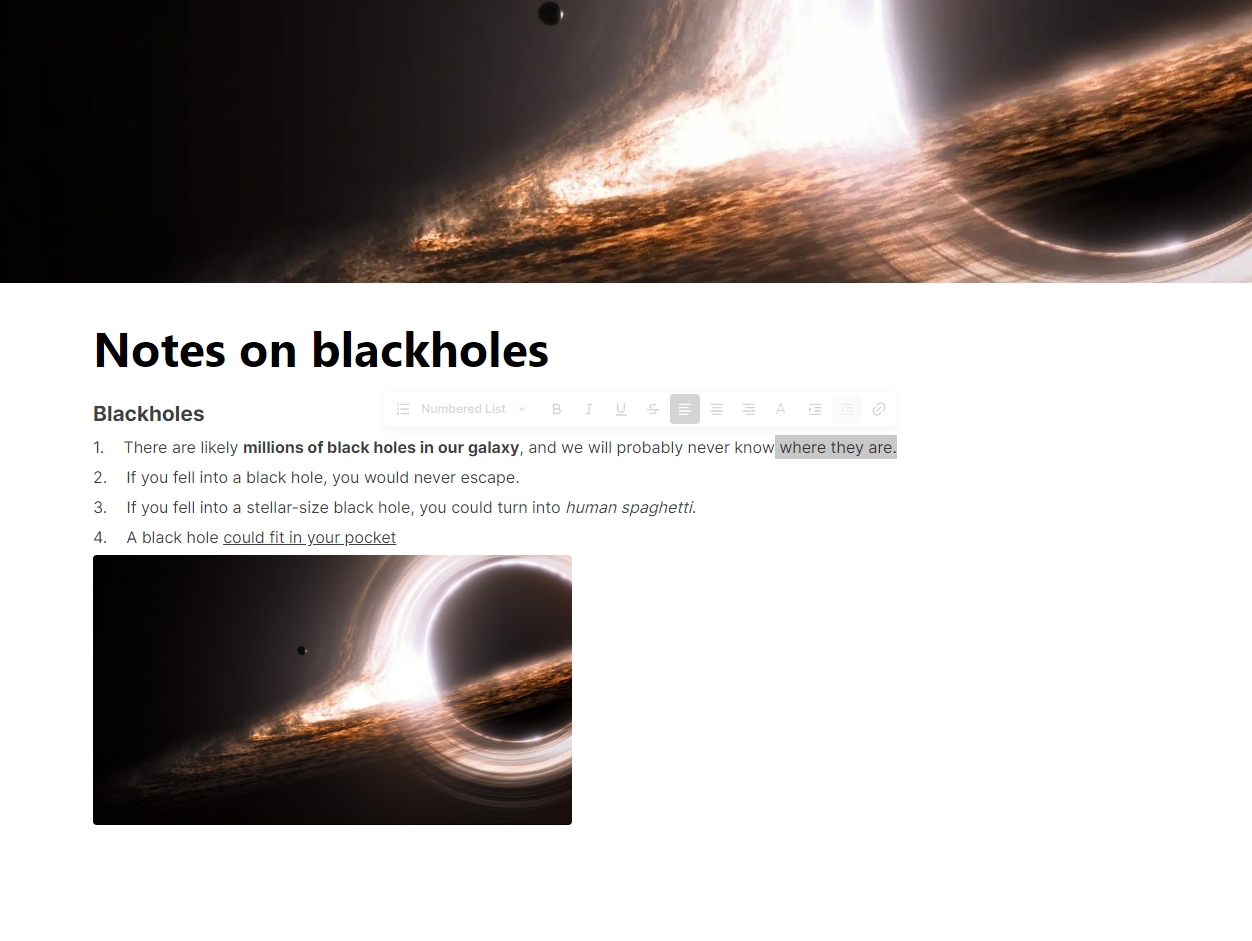 Notes on blackholes
Numbered List B I U S A
Blackholes
1. There are likely millions of black holes in our galaxy, and we will probably never know where they are.
2. If you fell into a black hole, you would never escape.
3. If you fell into a stellar-size black hole, you could turn into human spaghetti.
4. A black hole could fit in your pocket